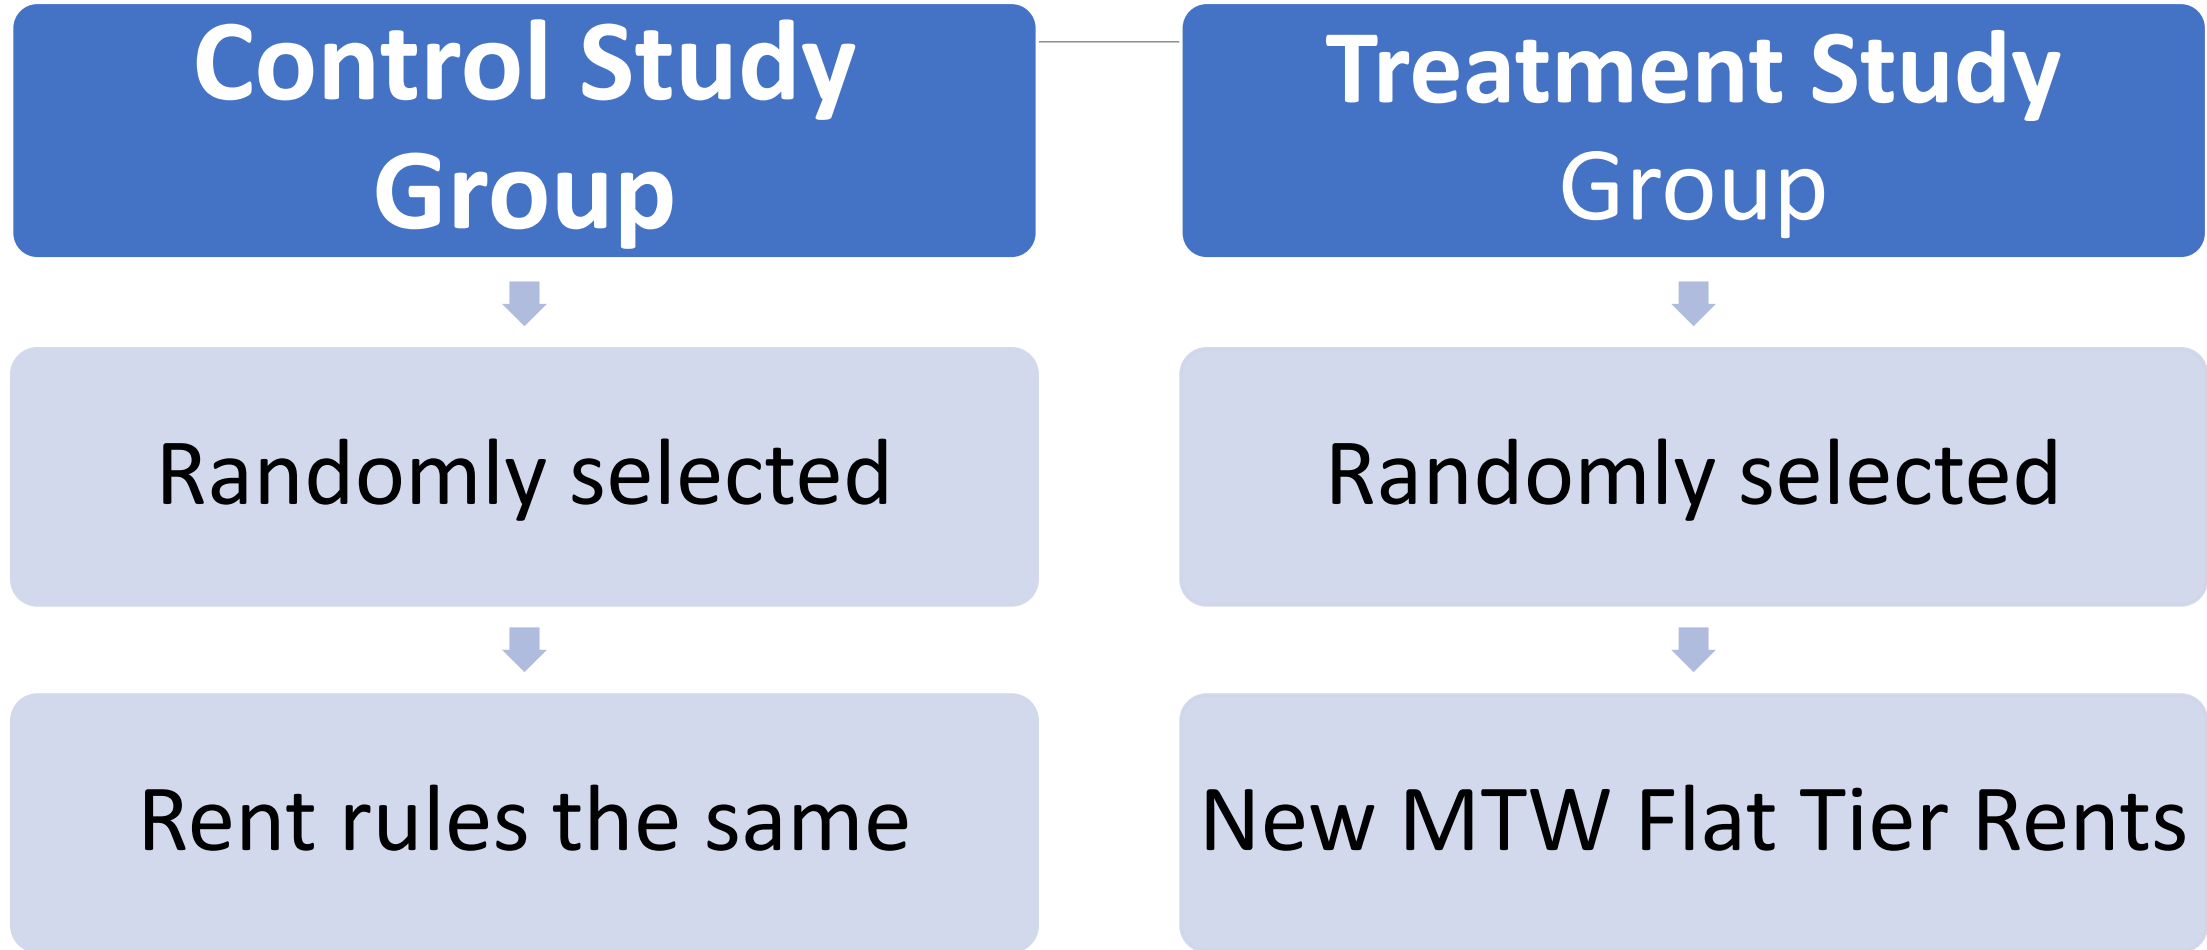 Control Study
Group
Randomly selected
Rent rules the same
Treatment Study
Group
Randomly selected
New MTW Flat Tier Rents